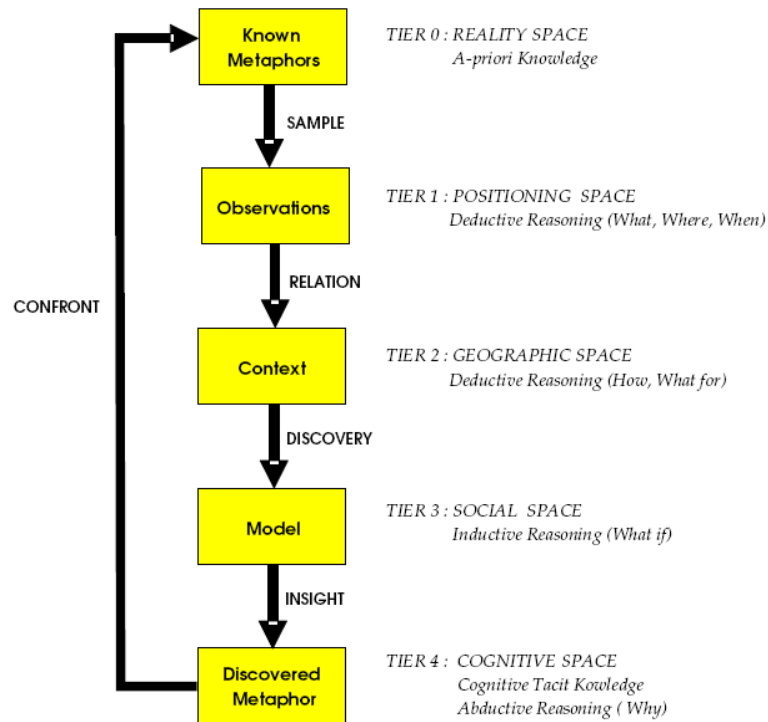 Known
Metaphors
TIER 0 : REALITY SPACE
A-priori Knowledge
SAMPLE
Observations
TIER 1 : POSITIONING SPACE
Deductive Reasoning (What, Where, When)
RELATION
CONFRONT
Context
TIER 2 : GEOGRAPHIC SPACE
Deductive Reasoning (How, What for)
DISCOVERY
Model
TIER 3 : SOCIAL SPACE
Inductive Reasoning (What if)
INSIGHT
Discovered
Metaphor
TIER 4 : COGNITIVE SPACE
Cognitive Tacit Kowledge
Abductive Reasoning ( Why)